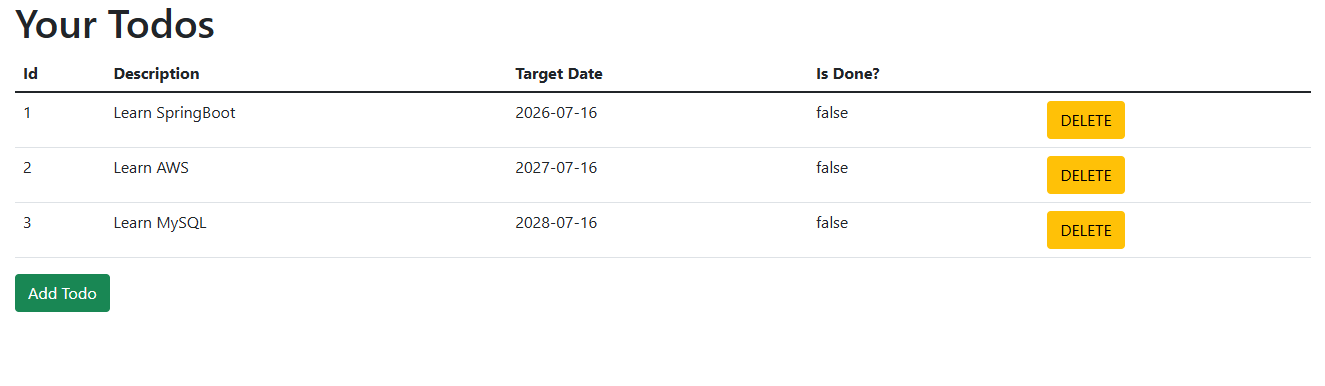 Your Todos
Id Description Target Date Is Done?
1 Learn SpringBoot 2026-07-16 false DELETE
2 Learn AWS 2027-07-16 false DELETE
3 Learn MySQL 2028-07-16 false DELETE
Add Todo